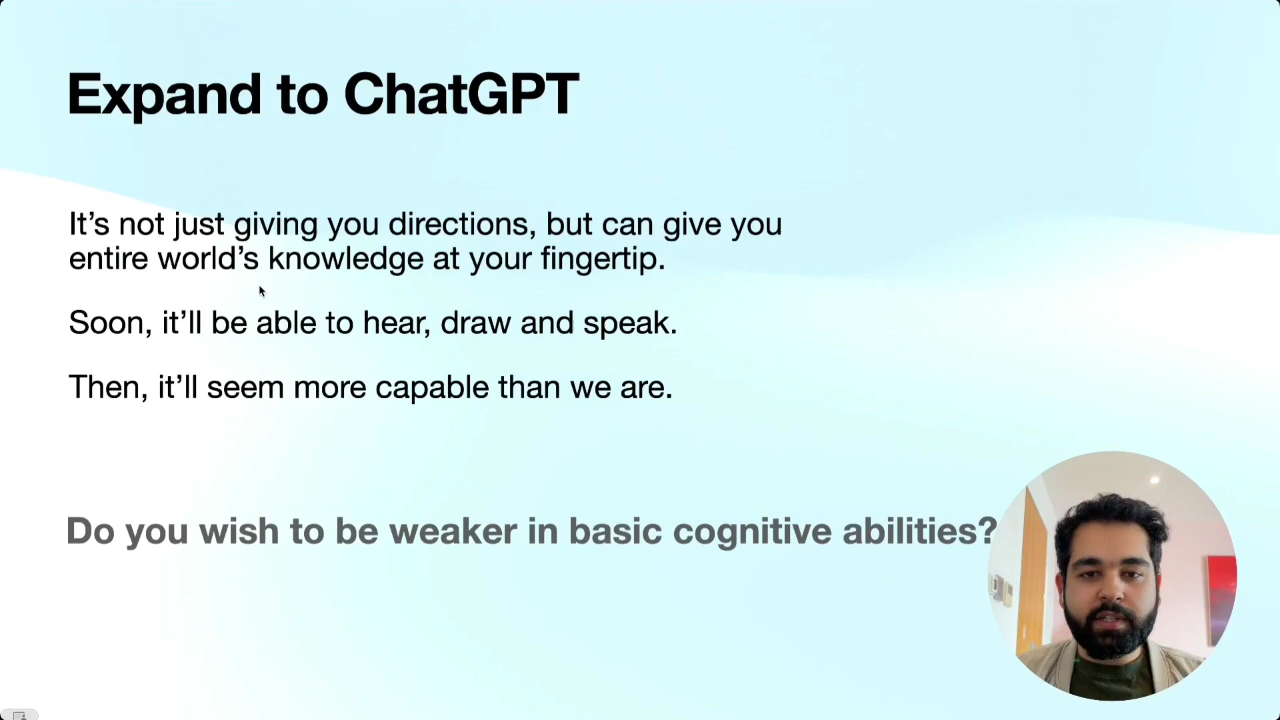 Expand to ChatGPT
It’s not just giving you directions, but can give you
entire world’s knowledge at your fingertip.
Soon, it’ll be able to hear, draw and speak.
Then, it’ll seem more capable than we are.
Do you wish to be weaker in basic cognitive abilities?